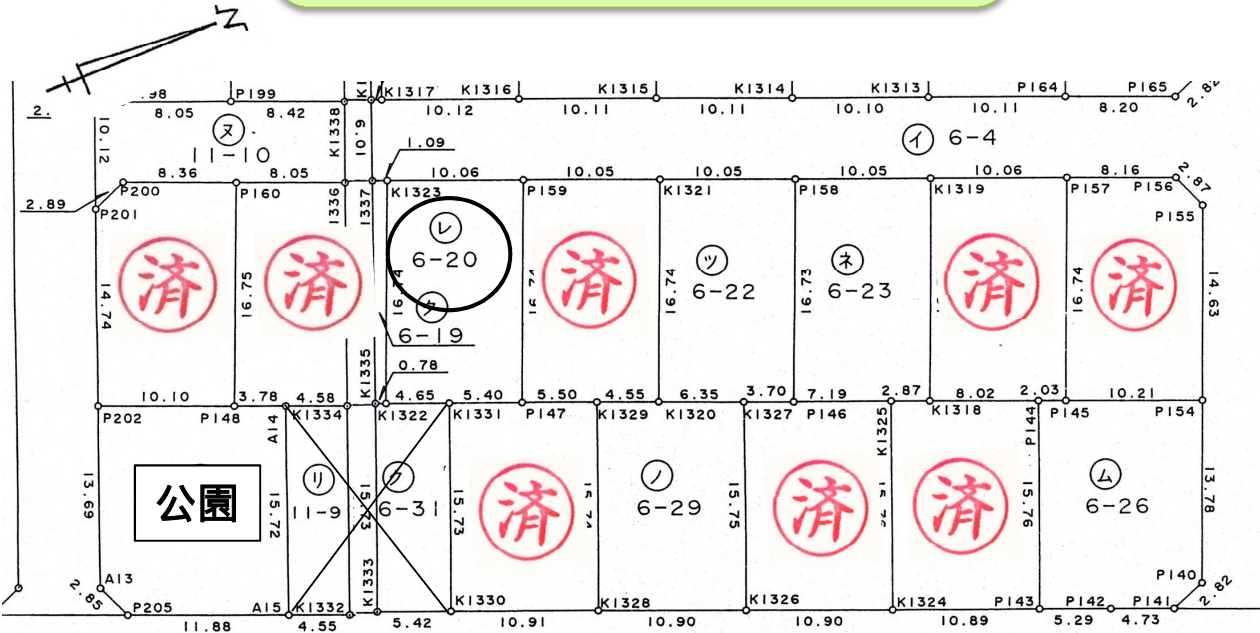 N
2.
.98 P199 K1317 K1316 K1315 K1314 K1313 P164 P165
8.05 8.42 10.12 10.11 10.11 10.10 10.11 8.20 2.82
10.12 ヌ 11-10 K1338 10.9 1.09 イ 6-4
8.36 8.05 10.06 10.05 10.05 10.05 10.06 8.16 2.87
P200 P160 1336 1337 K1323 P159 K1321 P158 K1319 P157 P156
2.89 P201 P155
レ
6-20
済 済 済 済 済
ツ
6-22
ネ
6-23
14.74 16.75 16.74 16.73 16.74 14.63
タ
6-19
K1335 0.78
10.10 3.78 4.58 4.65 5.40 5.50 4.55 6.35 3.70 7.19 2.87 8.02 2.03 10.21
P202 P148 K1334 K1322 K1331 P147 K1329 K1320 K1327 P146 K1318 P145 P154
A14 K1325 P144
公園
リ
11-9
ク
6-31
済
ノ
6-29
済 済
ム
6-26
13.69 15.72 15.73 15.73 15.75 15.76 13.78
A13 K1333 P140
2.85 P205 A15 K1332 K1330 K1328 K1326 K1324 P143 P142 P141 2.82
11.88 4.55 5.42 10.91 10.90 10.90 10.89 5.29 4.73